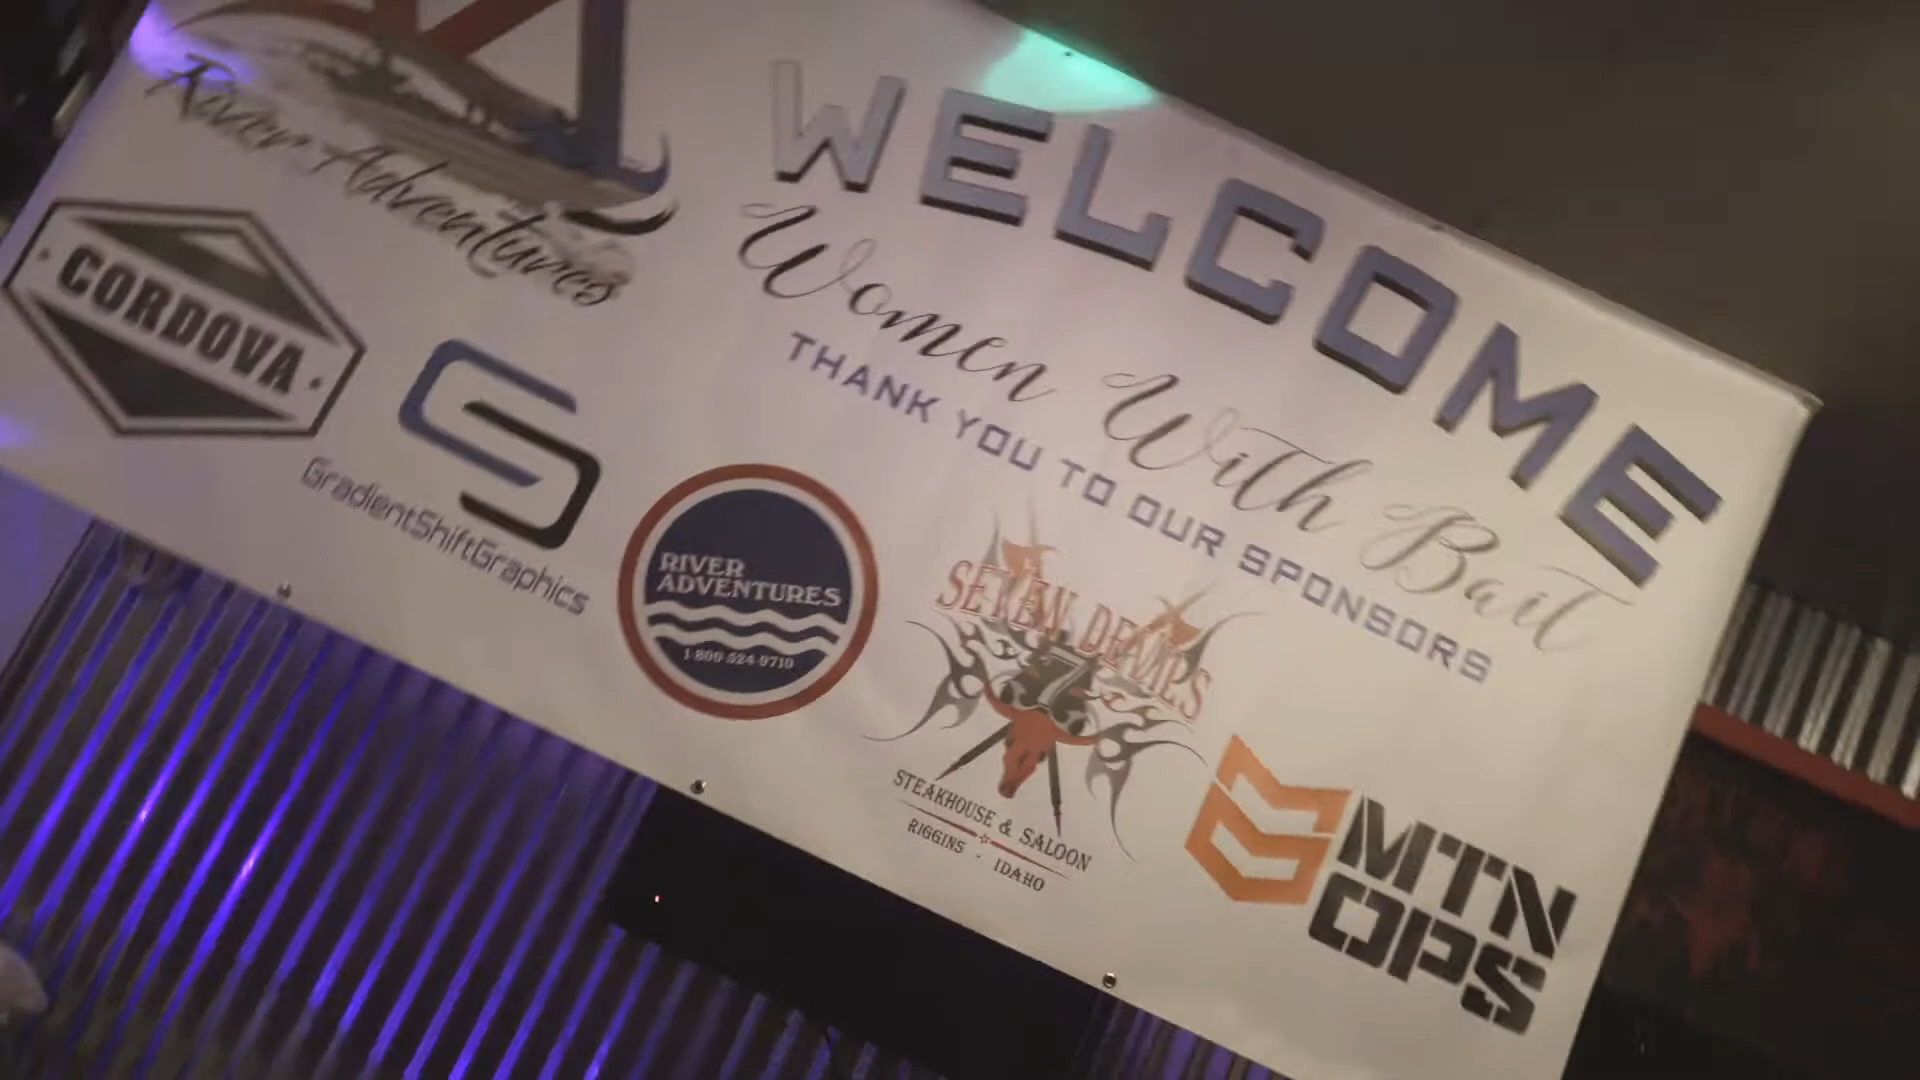 River Adventures
WELCOME
Women With Bait
THANK YOU TO OUR SPONSORS
CORDOVA
GradientShiftGraphics
RIVER
ADVENTURES
1-800-524-9710
SEVEN DEVILS
7
STEAKHOUSE & SALOON
RIGGINS - IDAHO
MTN
OPS